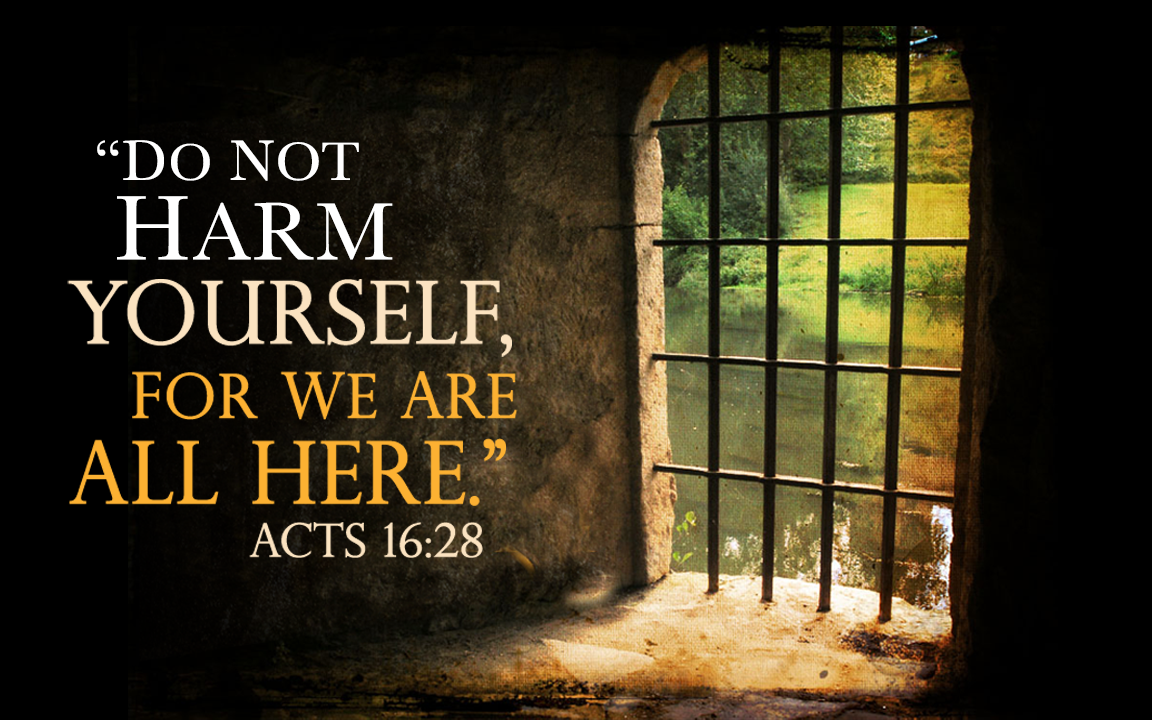 “Do Not
Harm
Yourself,
for we are
all here.”
Acts 16:28